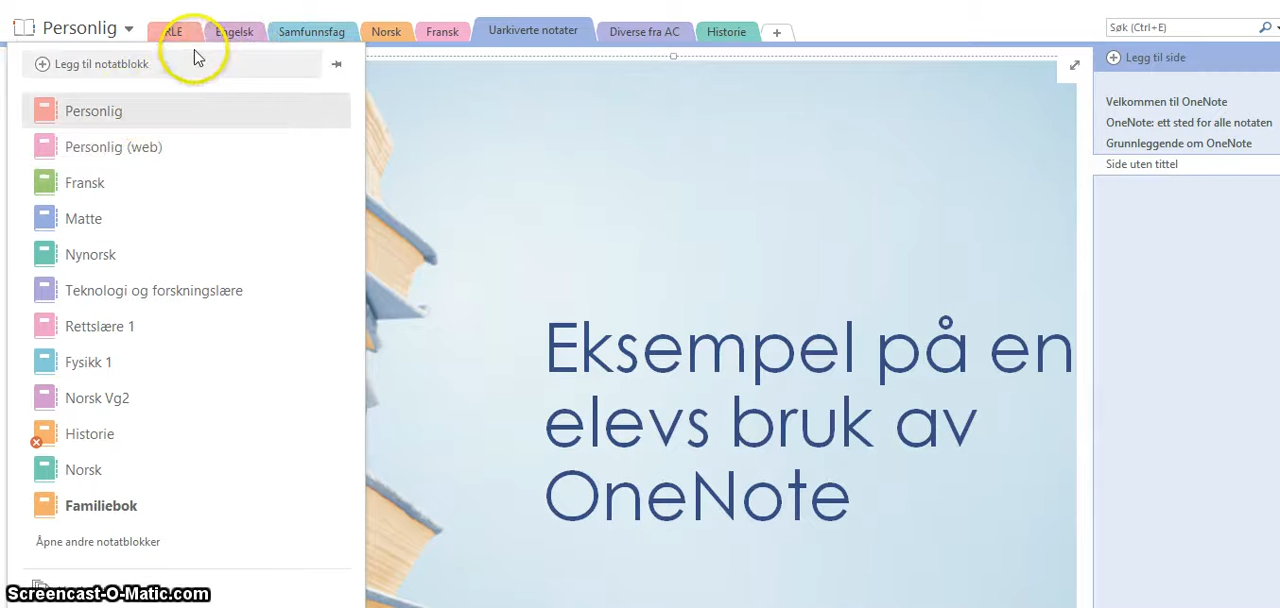 Personlig
RLE
Engelsk
Samfunnsfag
Norsk
Fransk
Uarkiverte notater
Diverse fra AC
Historie
Søk (Ctrl+E)
Legg til notatblokk
Personlig
Personlig (web)
Fransk
Matte
Nynorsk
Teknologi og forskningslære
Rettslære 1
Fysikk 1
Norsk Vg2
Historie
Norsk
Familiebok
Åpne andre notatblokker
Eksempel på en
elevs bruk av
OneNote
Legg til side
Velkommen til OneNote
OneNote: ett sted for alle notaten
Grunnleggende om OneNote
Side uten tittel
Screencast-O-Matic.com